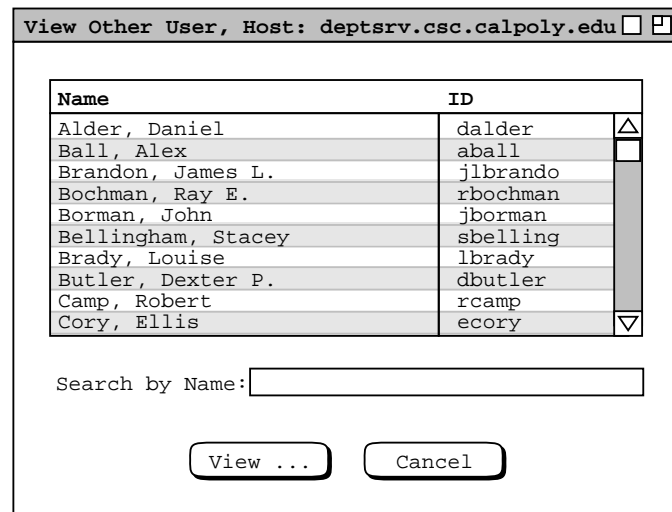 View Other User, Host: deptsrv.csc.calpoly.edu
Name ID
Alder, Daniel dalder
Ball, Alex aball
Brandon, James L. jlbrando
Bochman, Ray E. rbochman
Borman, John jborman
Bellingham, Stacey sbelling
Brady, Louise lbrady
Butler, Dexter P. dbutler
Camp, Robert rcamp
Cory, Ellis ecory
Search by Name:
View ... Cancel